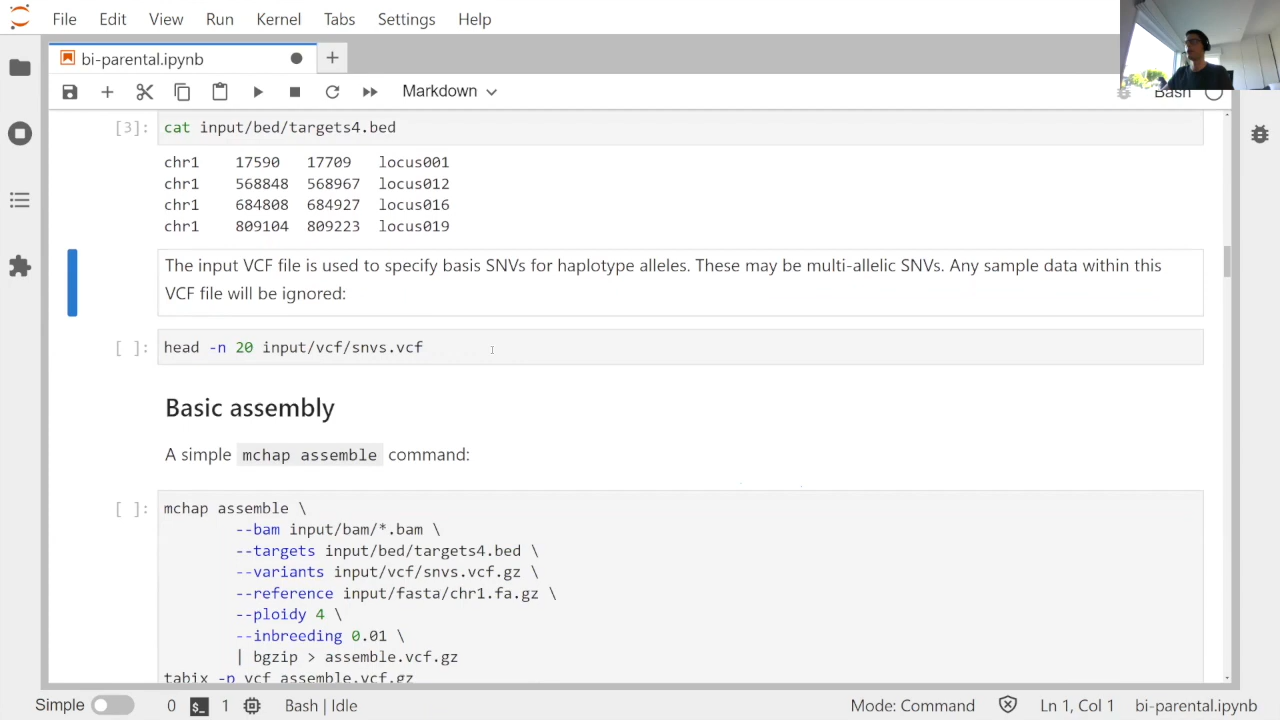 File Edit View Run Kernel Tabs Settings Help
bi-parental.ipynb
Markdown
Bash
[3]: cat input/bed/targets4.bed
chr1 17590 17709 locus001
chr1 568848 568967 locus012
chr1 684808 684927 locus016
chr1 809104 809223 locus019
The input VCF file is used to specify basis SNVs for haplotype alleles. These may be multi-allelic SNVs. Any sample data within this
VCF file will be ignored:
[ ]: head -n 20 input/vcf/snvs.vcf
Basic assembly
A simple mchap assemble command:
[ ]: mchap assemble \
--bam input/bam/*.bam \
--targets input/bed/targets4.bed \
--variants input/vcf/snvs.vcf.gz \
--reference input/fasta/chr1.fa.gz \
--ploidy 4 \
--inbreeding 0.01 \
| bgzip > assemble.vcf.gz
tabix -p vcf assemble.vcf.gz
Simple 0 $_ 1 Bash | Idle Mode: Command Ln 1, Col 1 bi-parental.ipynb